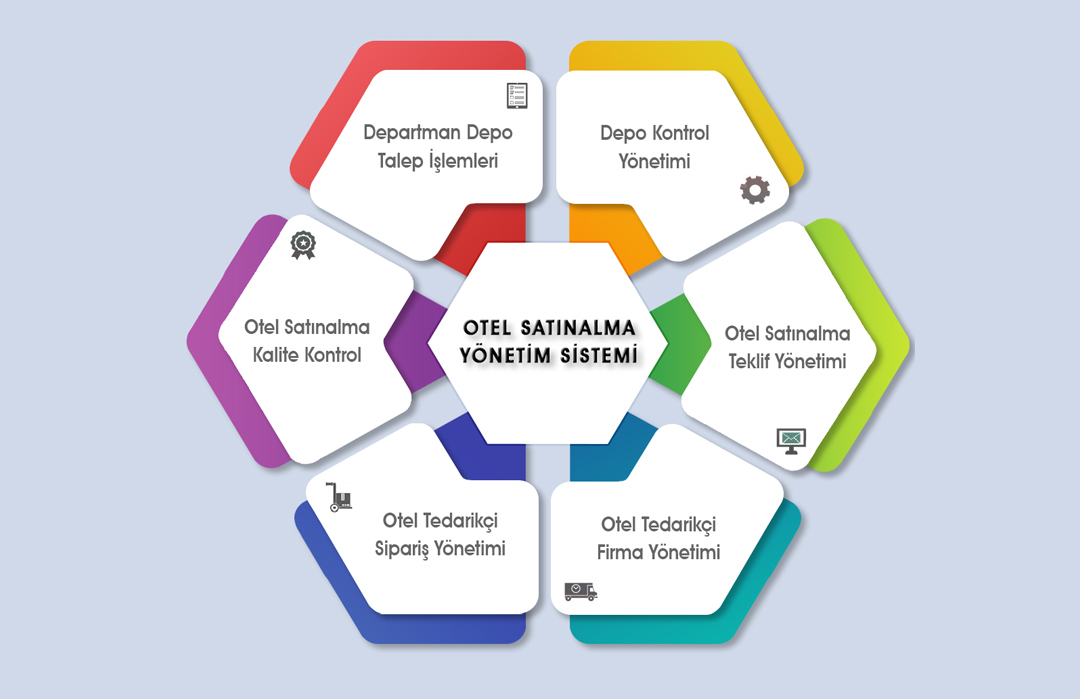 Departman Depo
Talep İşlemleri
Depo Kontrol
Yönetimi
Otel Satınalma
Kalite Kontrol
OTEL SATINALMA
YÖNETİM SİSTEMİ
Otel Satınalma
Teklif Yönetimi
Otel Tedarikçi
Sipariş Yönetimi
Otel Tedarikçi
Firma Yönetimi